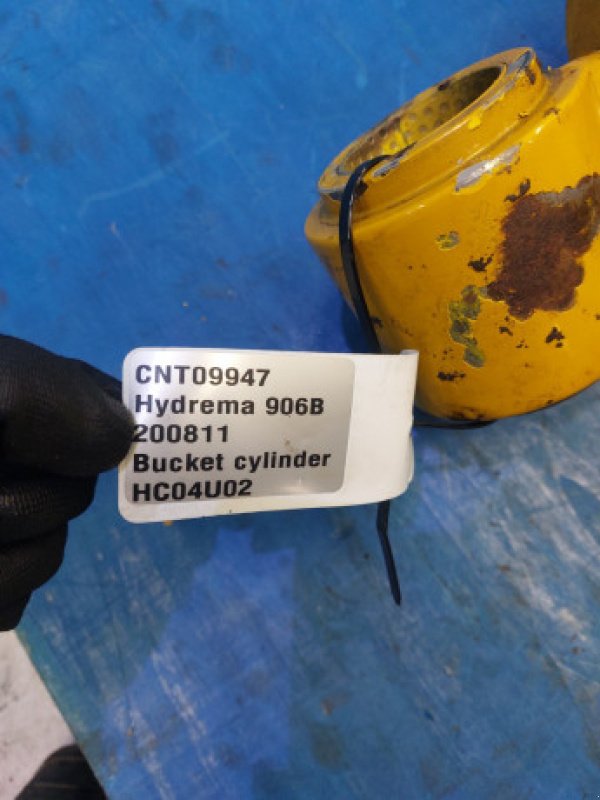 CNT09947
Hydrema 906B
200811
Bucket cylinder
HC04U02